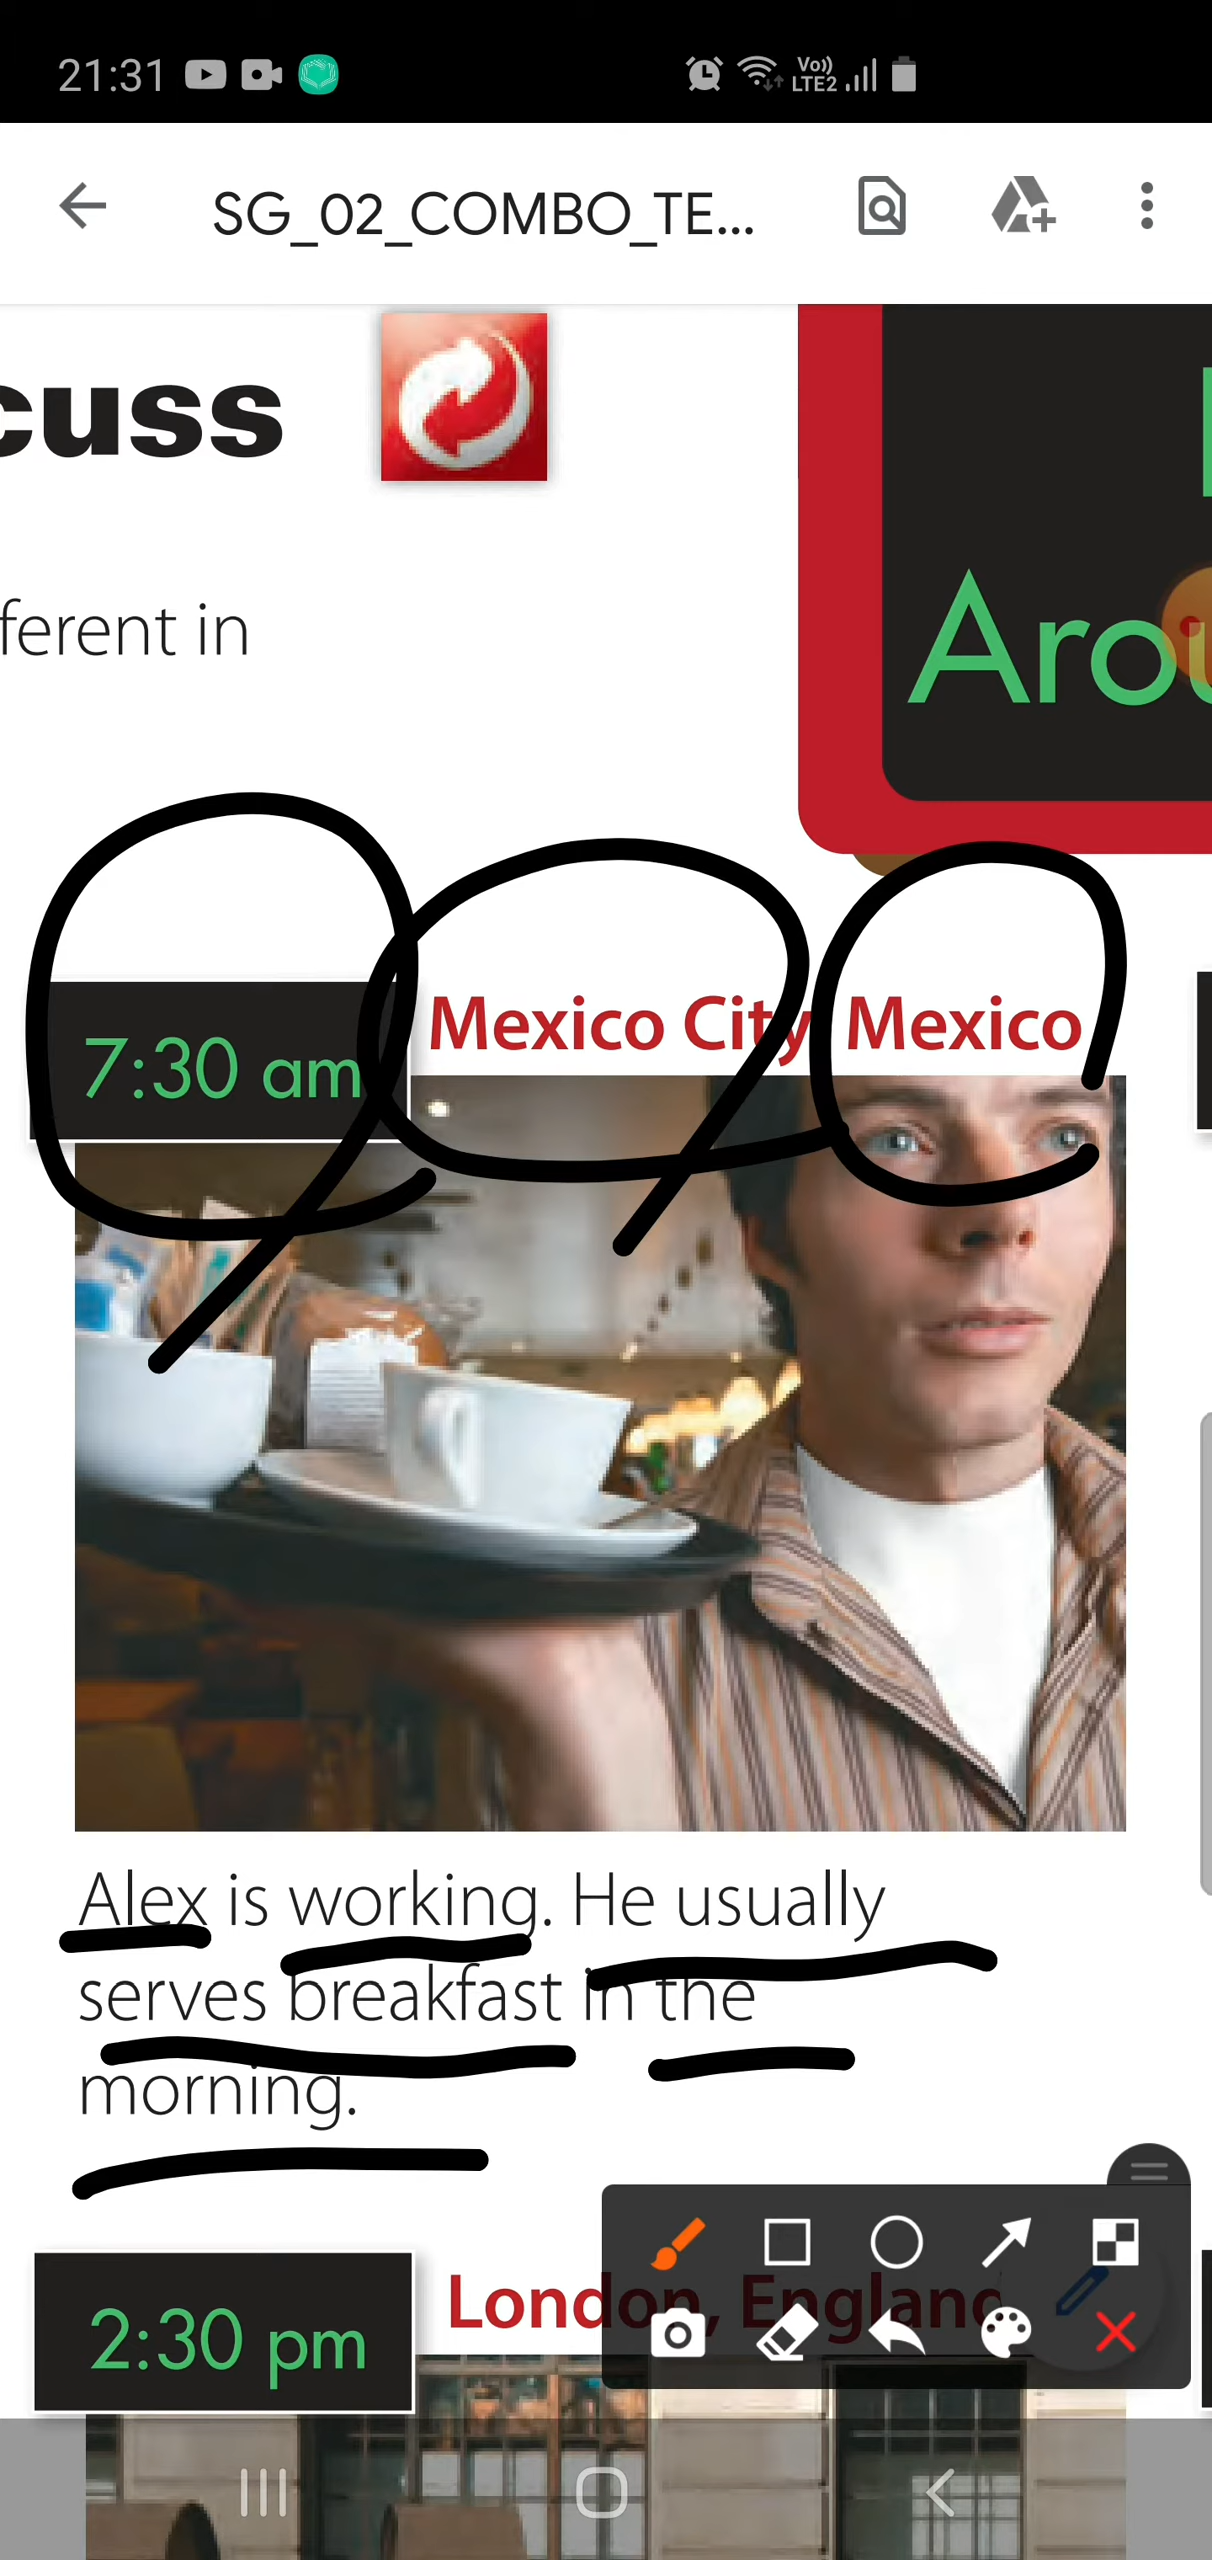 21:31
Vo)) LTE2
SG_02_COMBO_TE...
cuss
ferent in
Arou
7:30 am
Mexico City Mexico
Alex is working. He usually
serves breakfast in the
morning.
2:30 pm
London, England